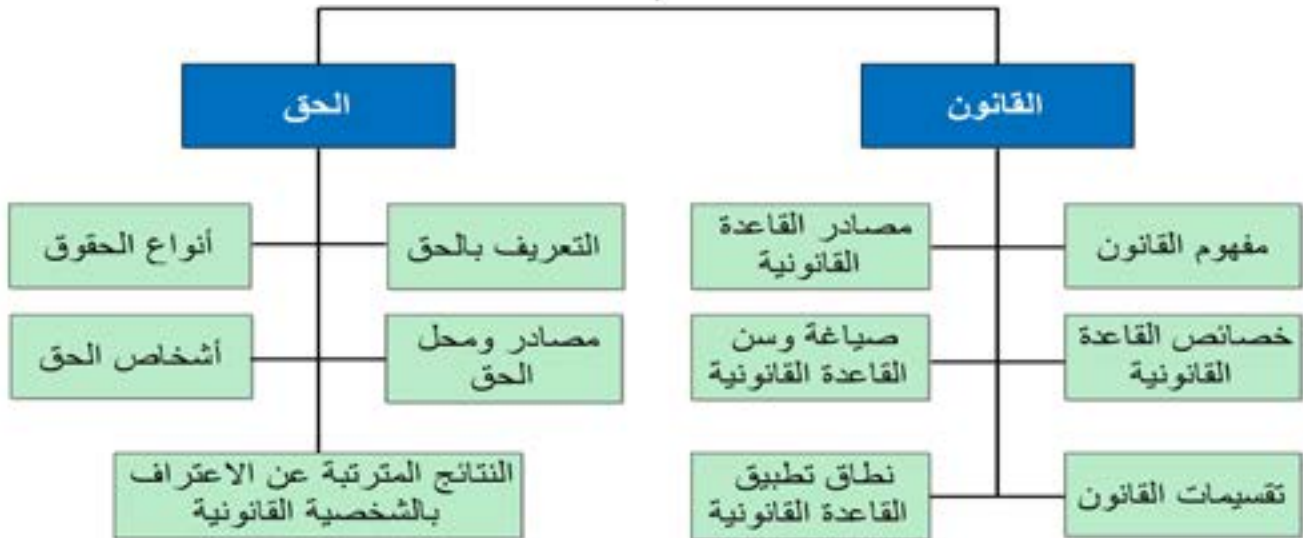 القانون
الحق
مفهوم القانون
مصادر القاعدة
القانونية
خصائص القاعدة
القانونية
صياغة وسن
القاعدة القانونية
تقسيمات القانون
نطاق تطبيق
القاعدة القانونية
التعريف بالحق
أنواع الحقوق
مصادر ومحل
الحق
أشخاص الحق
النتائج المترتبة عن الاعتراف
بالشخصية القانونية